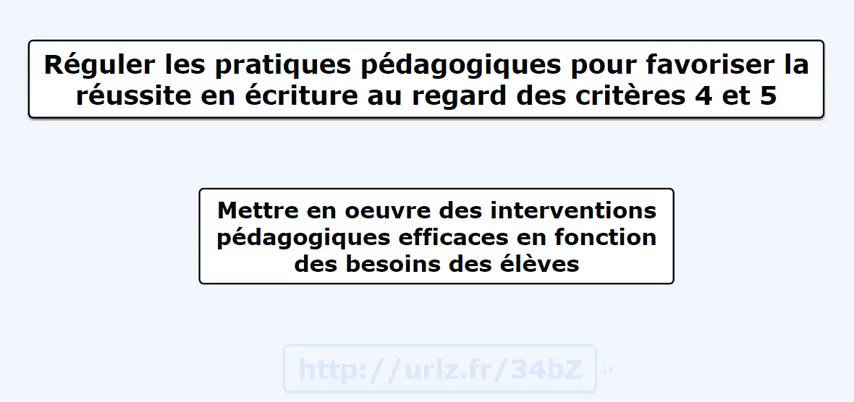 Réguler les pratiques pédagogiques pour favoriser la
réussite en écriture au regard des critères 4 et 5
Mettre en oeuvre des interventions
pédagogiques efficaces en fonction
des besoins des élèves
http://urlz.fr/34bZ